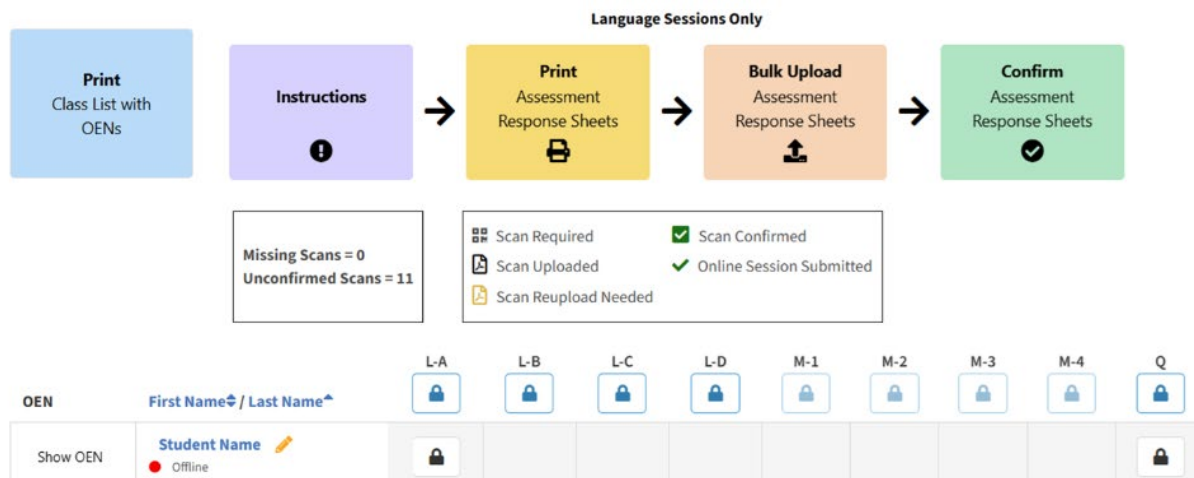 Language Sessions Only
Print
Class List with
OENs
Instructions
Print
Assessment
Response Sheets
Bulk Upload
Assessment
Response Sheets
Confirm
Assessment
Response Sheets
Missing Scans = 0
Unconfirmed Scans = 11
Scan Required
Scan Uploaded
Scan Reupload Needed
Scan Confirmed
Online Session Submitted
L-A L-B L-C L-D M-1 M-2 M-3 M-4 Q
OEN First Name / Last Name
Show OEN
Student Name
Offline